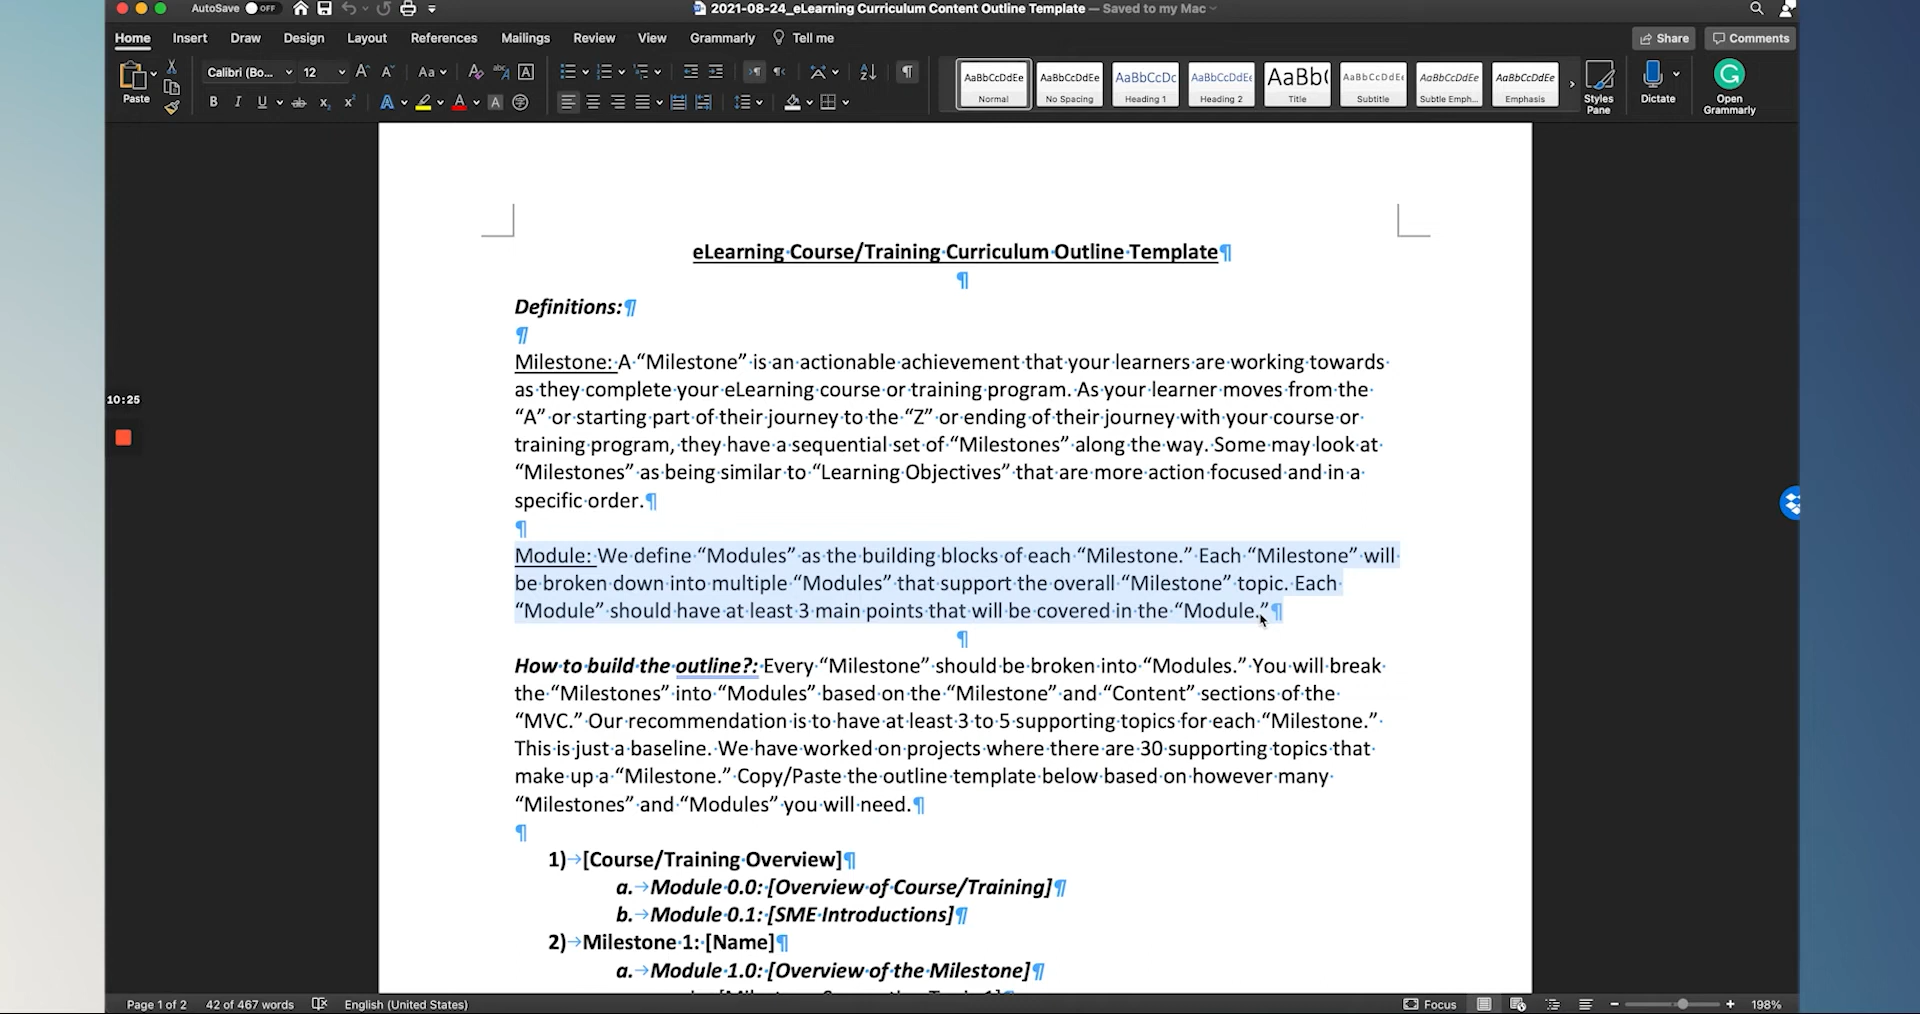 AutoSave OFF
2021-08-24_eLearning Curriculum Content Outline Template — Saved to my Mac
Home Insert Draw Design Layout References Mailings Review View Grammarly Tell me Share Comments
Paste
Calibri (Bo... 12
AaBbCcDdEe AaBbCcDdEe AaBbCcDc AaBbCcDdEe AaBb( AaBbCcDdEe AaBbCcDdEe AaBbCcDdEe
Normal No Spacing Heading 1 Heading 2 Title Subtitle Subtle Emph... Emphasis
Styles Pane
Dictate
Open Grammarly
eLearning Course/Training Curriculum Outline Template¶
¶
Definitions:¶
¶
Milestone: A “Milestone” is an actionable achievement that your learners are working towards
as they complete your eLearning course or training program. As your learner moves from the
“A” or starting part of their journey to the “Z” or ending of their journey with your course or
training program, they have a sequential set of “Milestones” along the way. Some may look at
“Milestones” as being similar to “Learning Objectives” that are more action focused and in a
specific order.¶
¶
Module: We define “Modules” as the building blocks of each “Milestone.” Each “Milestone” will
be broken down into multiple “Modules” that support the overall “Milestone” topic. Each
“Module” should have at least 3 main points that will be covered in the “Module.”¶
¶
How to build the outline?: Every “Milestone” should be broken into “Modules.” You will break
the “Milestones” into “Modules” based on the “Milestone” and “Content” sections of the
“MVC.” Our recommendation is to have at least 3 to 5 supporting topics for each “Milestone.”
This is just a baseline. We have worked on projects where there are 30 supporting topics that
make up a “Milestone.” Copy/Paste the outline template below based on however many
“Milestones” and “Modules” you will need.¶
¶
1)→[Course/Training Overview]¶
a.→Module 0.0: [Overview of Course/Training]¶
b.→Module 0.1: [SME Introductions]¶
2)→Milestone 1: [Name]¶
a.→Module 1.0: [Overview of the Milestone]¶
10:25
Page 1 of 2 42 of 467 words English (United States) Focus 198%